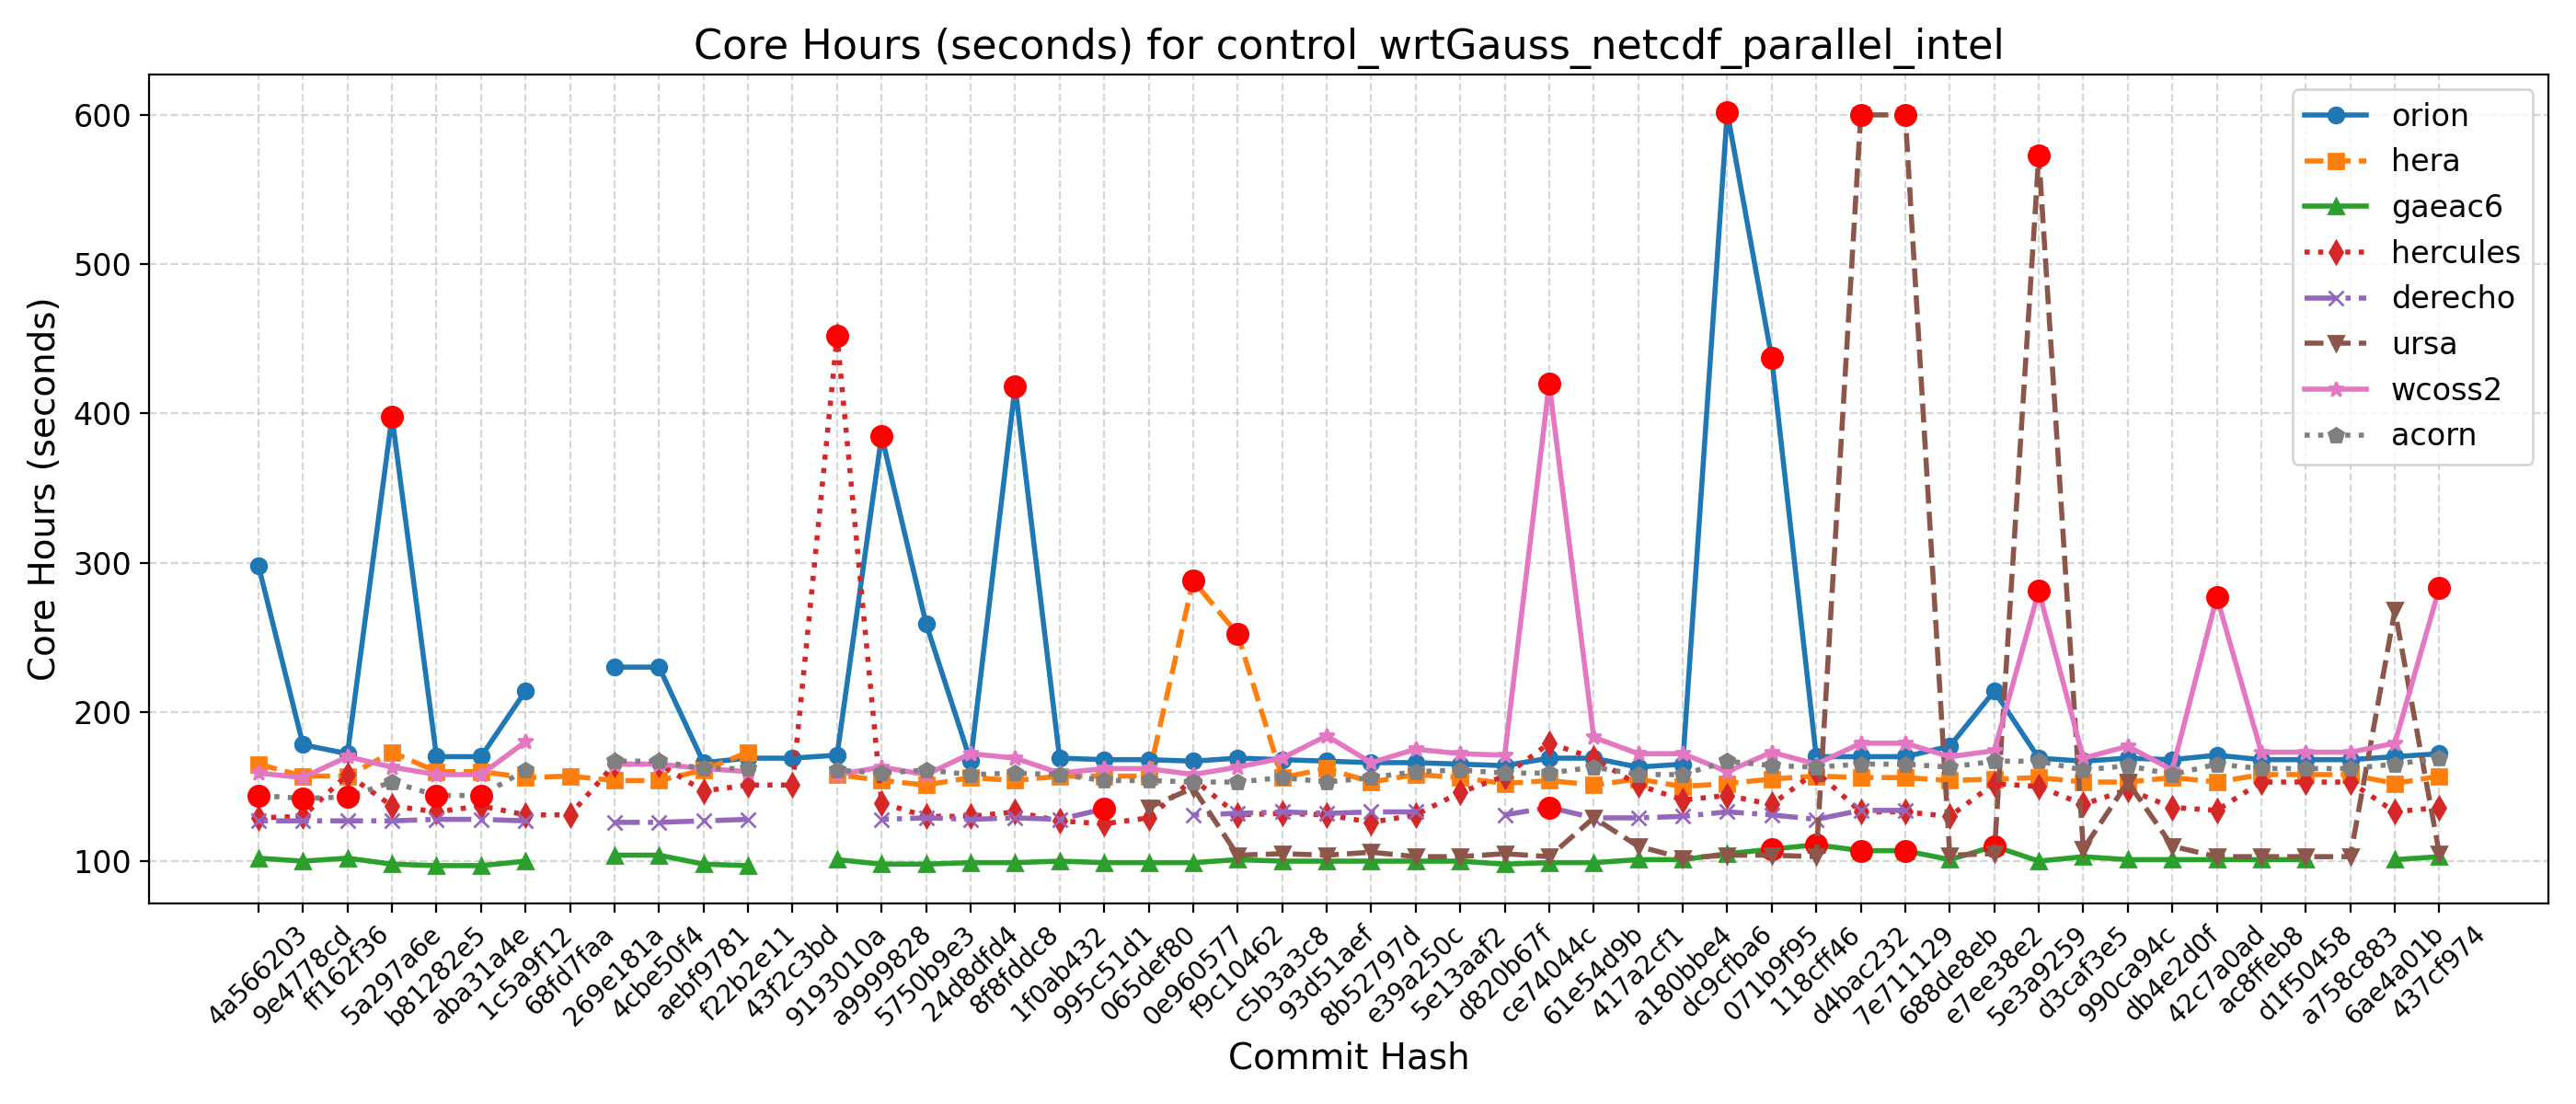 Core Hours (seconds) for control_wrtGauss_netcdf_parallel_intel
Core Hours (seconds)
600
500
400
300
200
100
orion
hera
gaeac6
hercules
derecho
ursa
wcoss2
acorn
4a566203
9e4778cd
ff162f36
5a297a6e
b81282e5
aba31a4e
1c5a9f12
68fd7faa
269e181a
4cbe50f4
aebf9781
f22b2e11
43f2c3bd
9193010a
a9999828
5750b9e3
24d8dfd4
8f8fddc8
1f0ab432
995c51d1
065def80
0e960577
f9c10462
c5b3a3c8
93d51aef
8b52797d
e39a250c
5e13aaf2
d820b67f
ce74044c
61e54d9b
417a2cf1
a180bbe4
dc9cfba6
071b9f95
118cff46
d4bac232
7e711129
688de8eb
e7ee38e2
5e3a9259
d3caf3e5
990ca94c
db4e2d0f
42c7a0ad
ac8ffeb8
d1f50458
a758c883
6ae4a01b
437cf974
Commit Hash